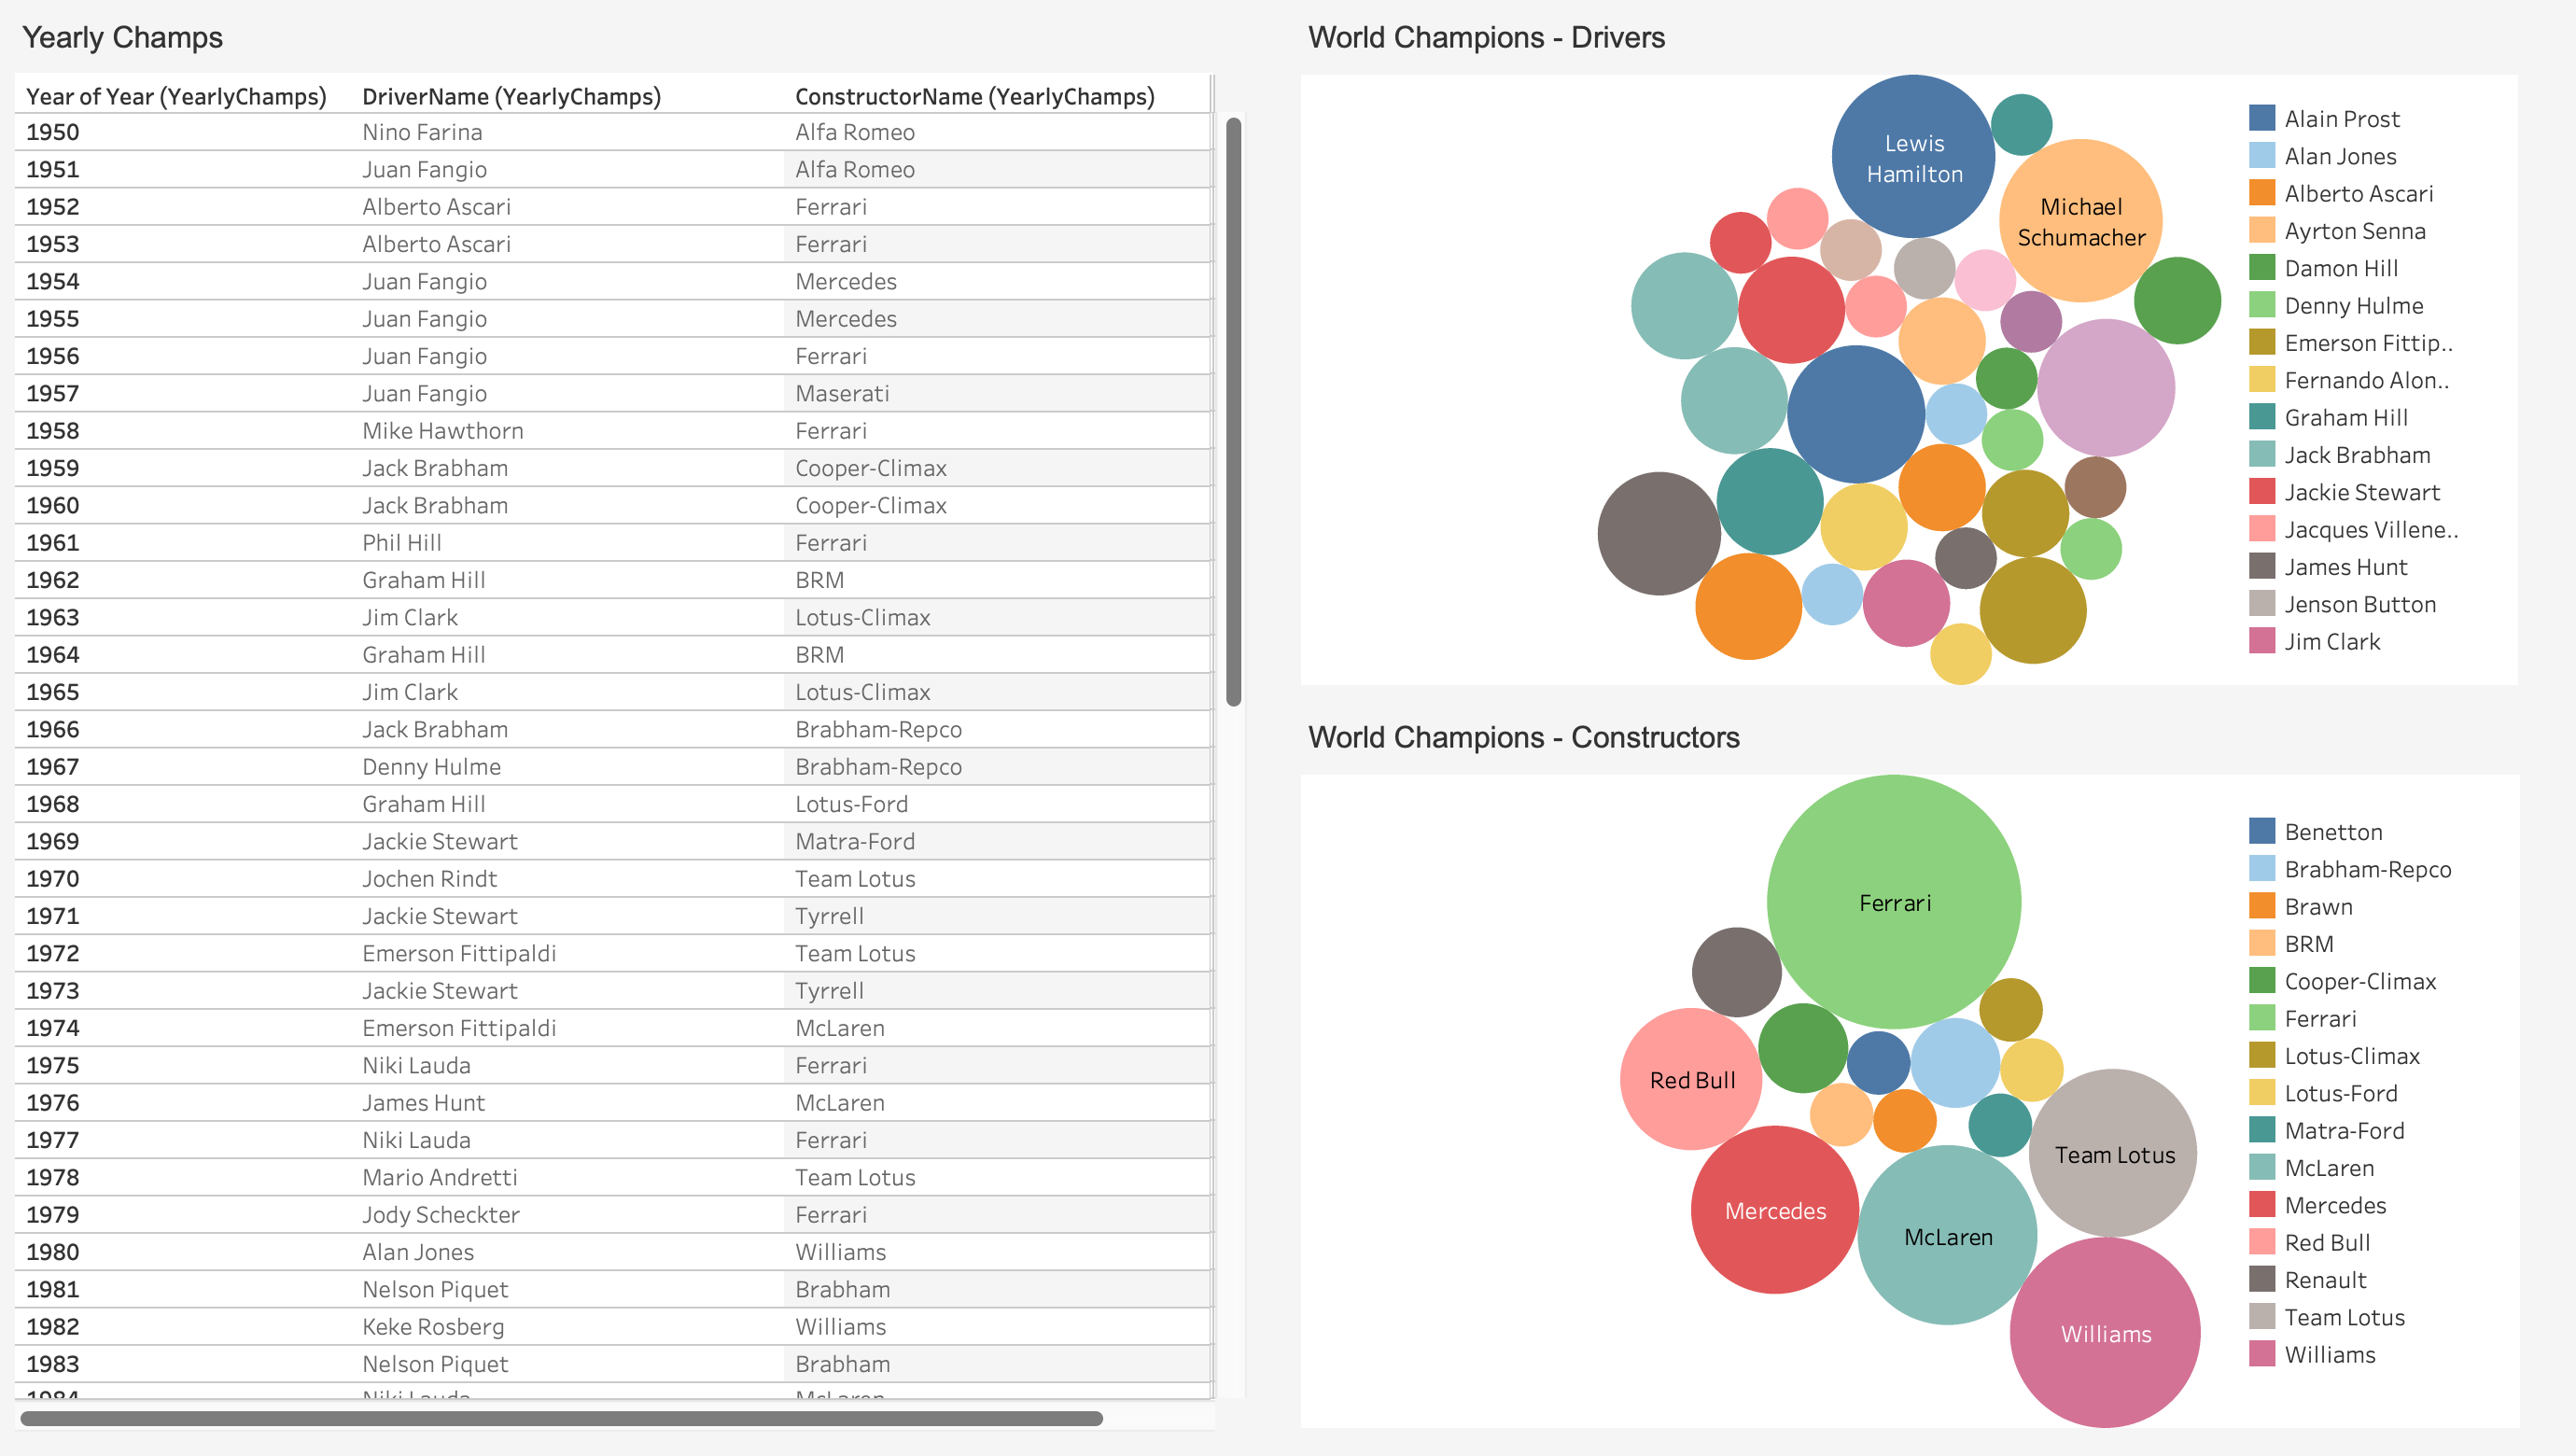 Yearly Champs
Year of Year (YearlyChamps) DriverName (YearlyChamps) ConstructorName (YearlyChamps)
1950 Nino Farina Alfa Romeo
1951 Juan Fangio Alfa Romeo
1952 Alberto Ascari Ferrari
1953 Alberto Ascari Ferrari
1954 Juan Fangio Mercedes
1955 Juan Fangio Mercedes
1956 Juan Fangio Ferrari
1957 Juan Fangio Maserati
1958 Mike Hawthorn Ferrari
1959 Jack Brabham Cooper-Climax
1960 Jack Brabham Cooper-Climax
1961 Phil Hill Ferrari
1962 Graham Hill BRM
1963 Jim Clark Lotus-Climax
1964 Graham Hill BRM
1965 Jim Clark Lotus-Climax
1966 Jack Brabham Brabham-Repco
1967 Denny Hulme Brabham-Repco
1968 Graham Hill Lotus-Ford
1969 Jackie Stewart Matra-Ford
1970 Jochen Rindt Team Lotus
1971 Jackie Stewart Tyrrell
1972 Emerson Fittipaldi Team Lotus
1973 Jackie Stewart Tyrrell
1974 Emerson Fittipaldi McLaren
1975 Niki Lauda Ferrari
1976 James Hunt McLaren
1977 Niki Lauda Ferrari
1978 Mario Andretti Team Lotus
1979 Jody Scheckter Ferrari
1980 Alan Jones Williams
1981 Nelson Piquet Brabham
1982 Keke Rosberg Williams
1983 Nelson Piquet Brabham
1984 Niki Lauda McLaren
World Champions - Drivers
Lewis
Hamilton
Michael
Schumacher
Alain Prost
Alan Jones
Alberto Ascari
Ayrton Senna
Damon Hill
Denny Hulme
Emerson Fittip..
Fernando Alon..
Graham Hill
Jack Brabham
Jackie Stewart
Jacques Villene..
James Hunt
Jenson Button
Jim Clark
World Champions - Constructors
Ferrari
Red Bull
Team Lotus
Mercedes
McLaren
Williams
Benetton
Brabham-Repco
Brawn
BRM
Cooper-Climax
Ferrari
Lotus-Climax
Lotus-Ford
Matra-Ford
McLaren
Mercedes
Red Bull
Renault
Team Lotus
Williams